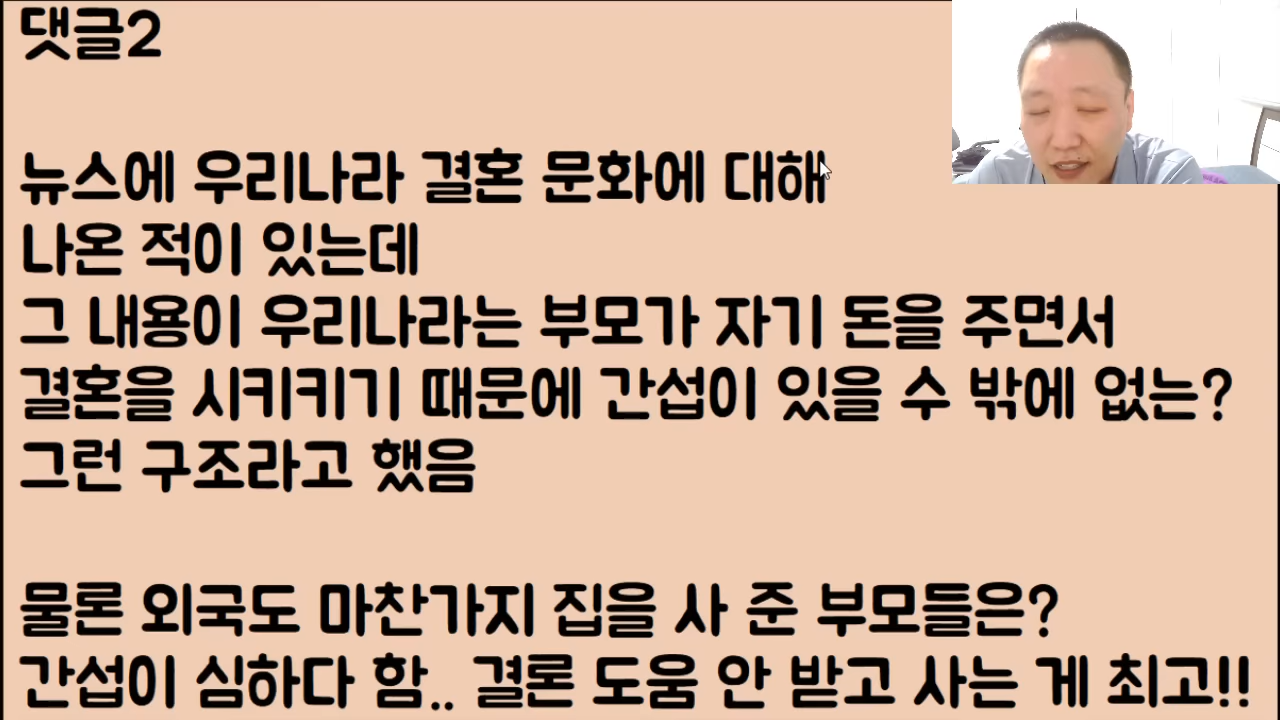 댓글2
뉴스에 우리나라 결혼 문화에 대해
나온 적이 있는데
그 내용이 우리나라는 부모가 자기 돈을 주면서
결혼을 시키키기 때문에 간섭이 있을 수 밖에 없는?
그런 구조라고 했음
물론 외국도 마찬가지 집을 사 준 부모들은?
간섭이 심하다 함.. 결론 도움 안 받고 사는 게 최고!!